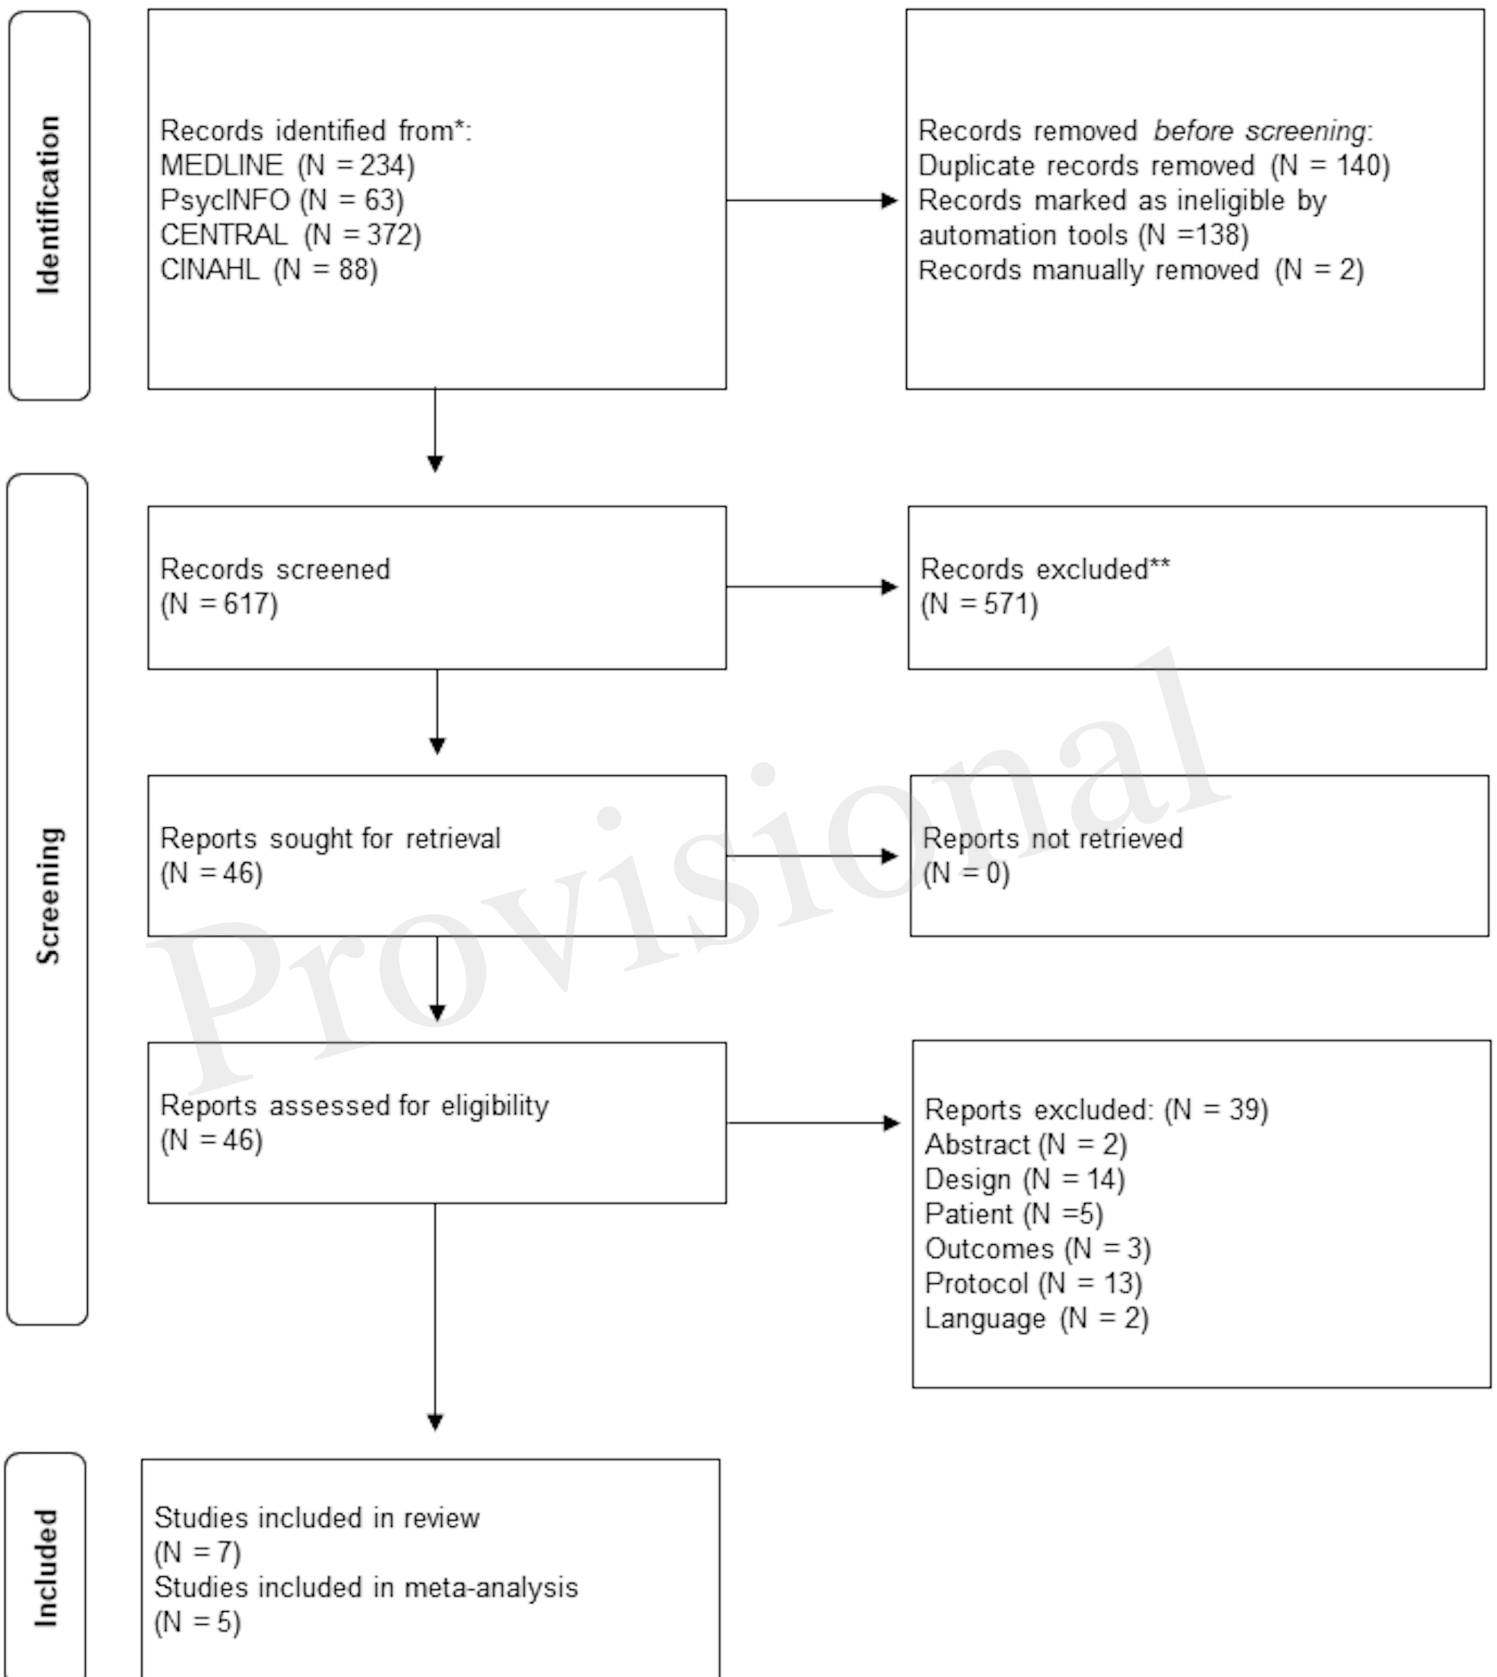 Identification
Records identified from*:
MEDLINE (N = 234)
PsycINFO (N = 63)
CENTRAL (N = 372)
CINAHL (N = 88)
Records removed before screening:
Duplicate records removed (N = 140)
Records marked as ineligible by
automation tools (N =138)
Records manually removed (N = 2)
Screening
Records screened
(N = 617)
Records excluded**
(N = 571)
Reports sought for retrieval
(N = 46)
Reports not retrieved
(N = 0)
Provisional
Reports assessed for eligibility
(N = 46)
Reports excluded: (N = 39)
Abstract (N = 2)
Design (N = 14)
Patient (N =5)
Outcomes (N = 3)
Protocol (N = 13)
Language (N = 2)
Included
Studies included in review
(N = 7)
Studies included in meta-analysis
(N = 5)